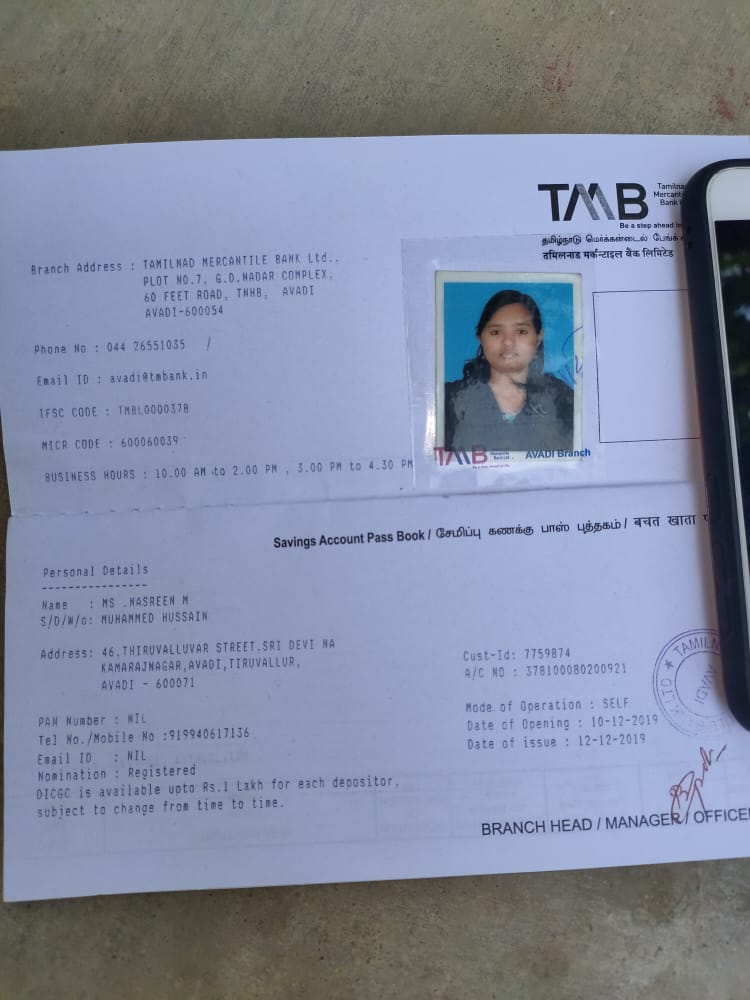 TMB
Tamilna
Mercant
Bank
Be a step ahead in
தமிழ்நாடு மெர்க்கன்டைல் பேங்க்
तमिलनाड मर्कन्टाइल बैंक लिमिटेड
Branch Address : TAMILNAD MERCANTILE BANK Ltd.,
PLOT NO.7, G.D.NADAR COMPLEX,
60 FEET ROAD, TNHB, AVADI
AVADI-600054
Phone No : 044 26551035 /
Email ID : avadi@tmbank.in
IFSC CODE : TMBL0000378
MICR CODE : 600060039
BUSINESS HOURS : 10.00 AM to 2.00 PM , 3.00 PM to 4.30 PM
TMB AVADI Branch
Savings Account Pass Book / சேமிப்பு கணக்கு பாஸ் புத்தகம் / बचत खाता
Personal Details
Name : MS .NASREEN M
S/D/W/o: MUHAMMED HUSSAIN
Address: 46,THIRUVALLUVAR STREET,SRI DEVI NA
KAMARAJNAGAR,AVADI,TIRUVALLUR,
AVADI - 600071
Cust-Id: 7759874
A/C NO : 378100080200921
Mode of Operation : SELF
Date of Opening : 10-12-2019
Date of issue : 12-12-2019
PAN Number : NIL
Tel No./Mobile No :919940617136
Email ID : NIL
Nomination : Registered
DICGC is available upto Rs.1 Lakh for each depositor,
subject to change from time to time.
TAMILN
AVADI
BRANCH HEAD / MANAGER / OFFICER